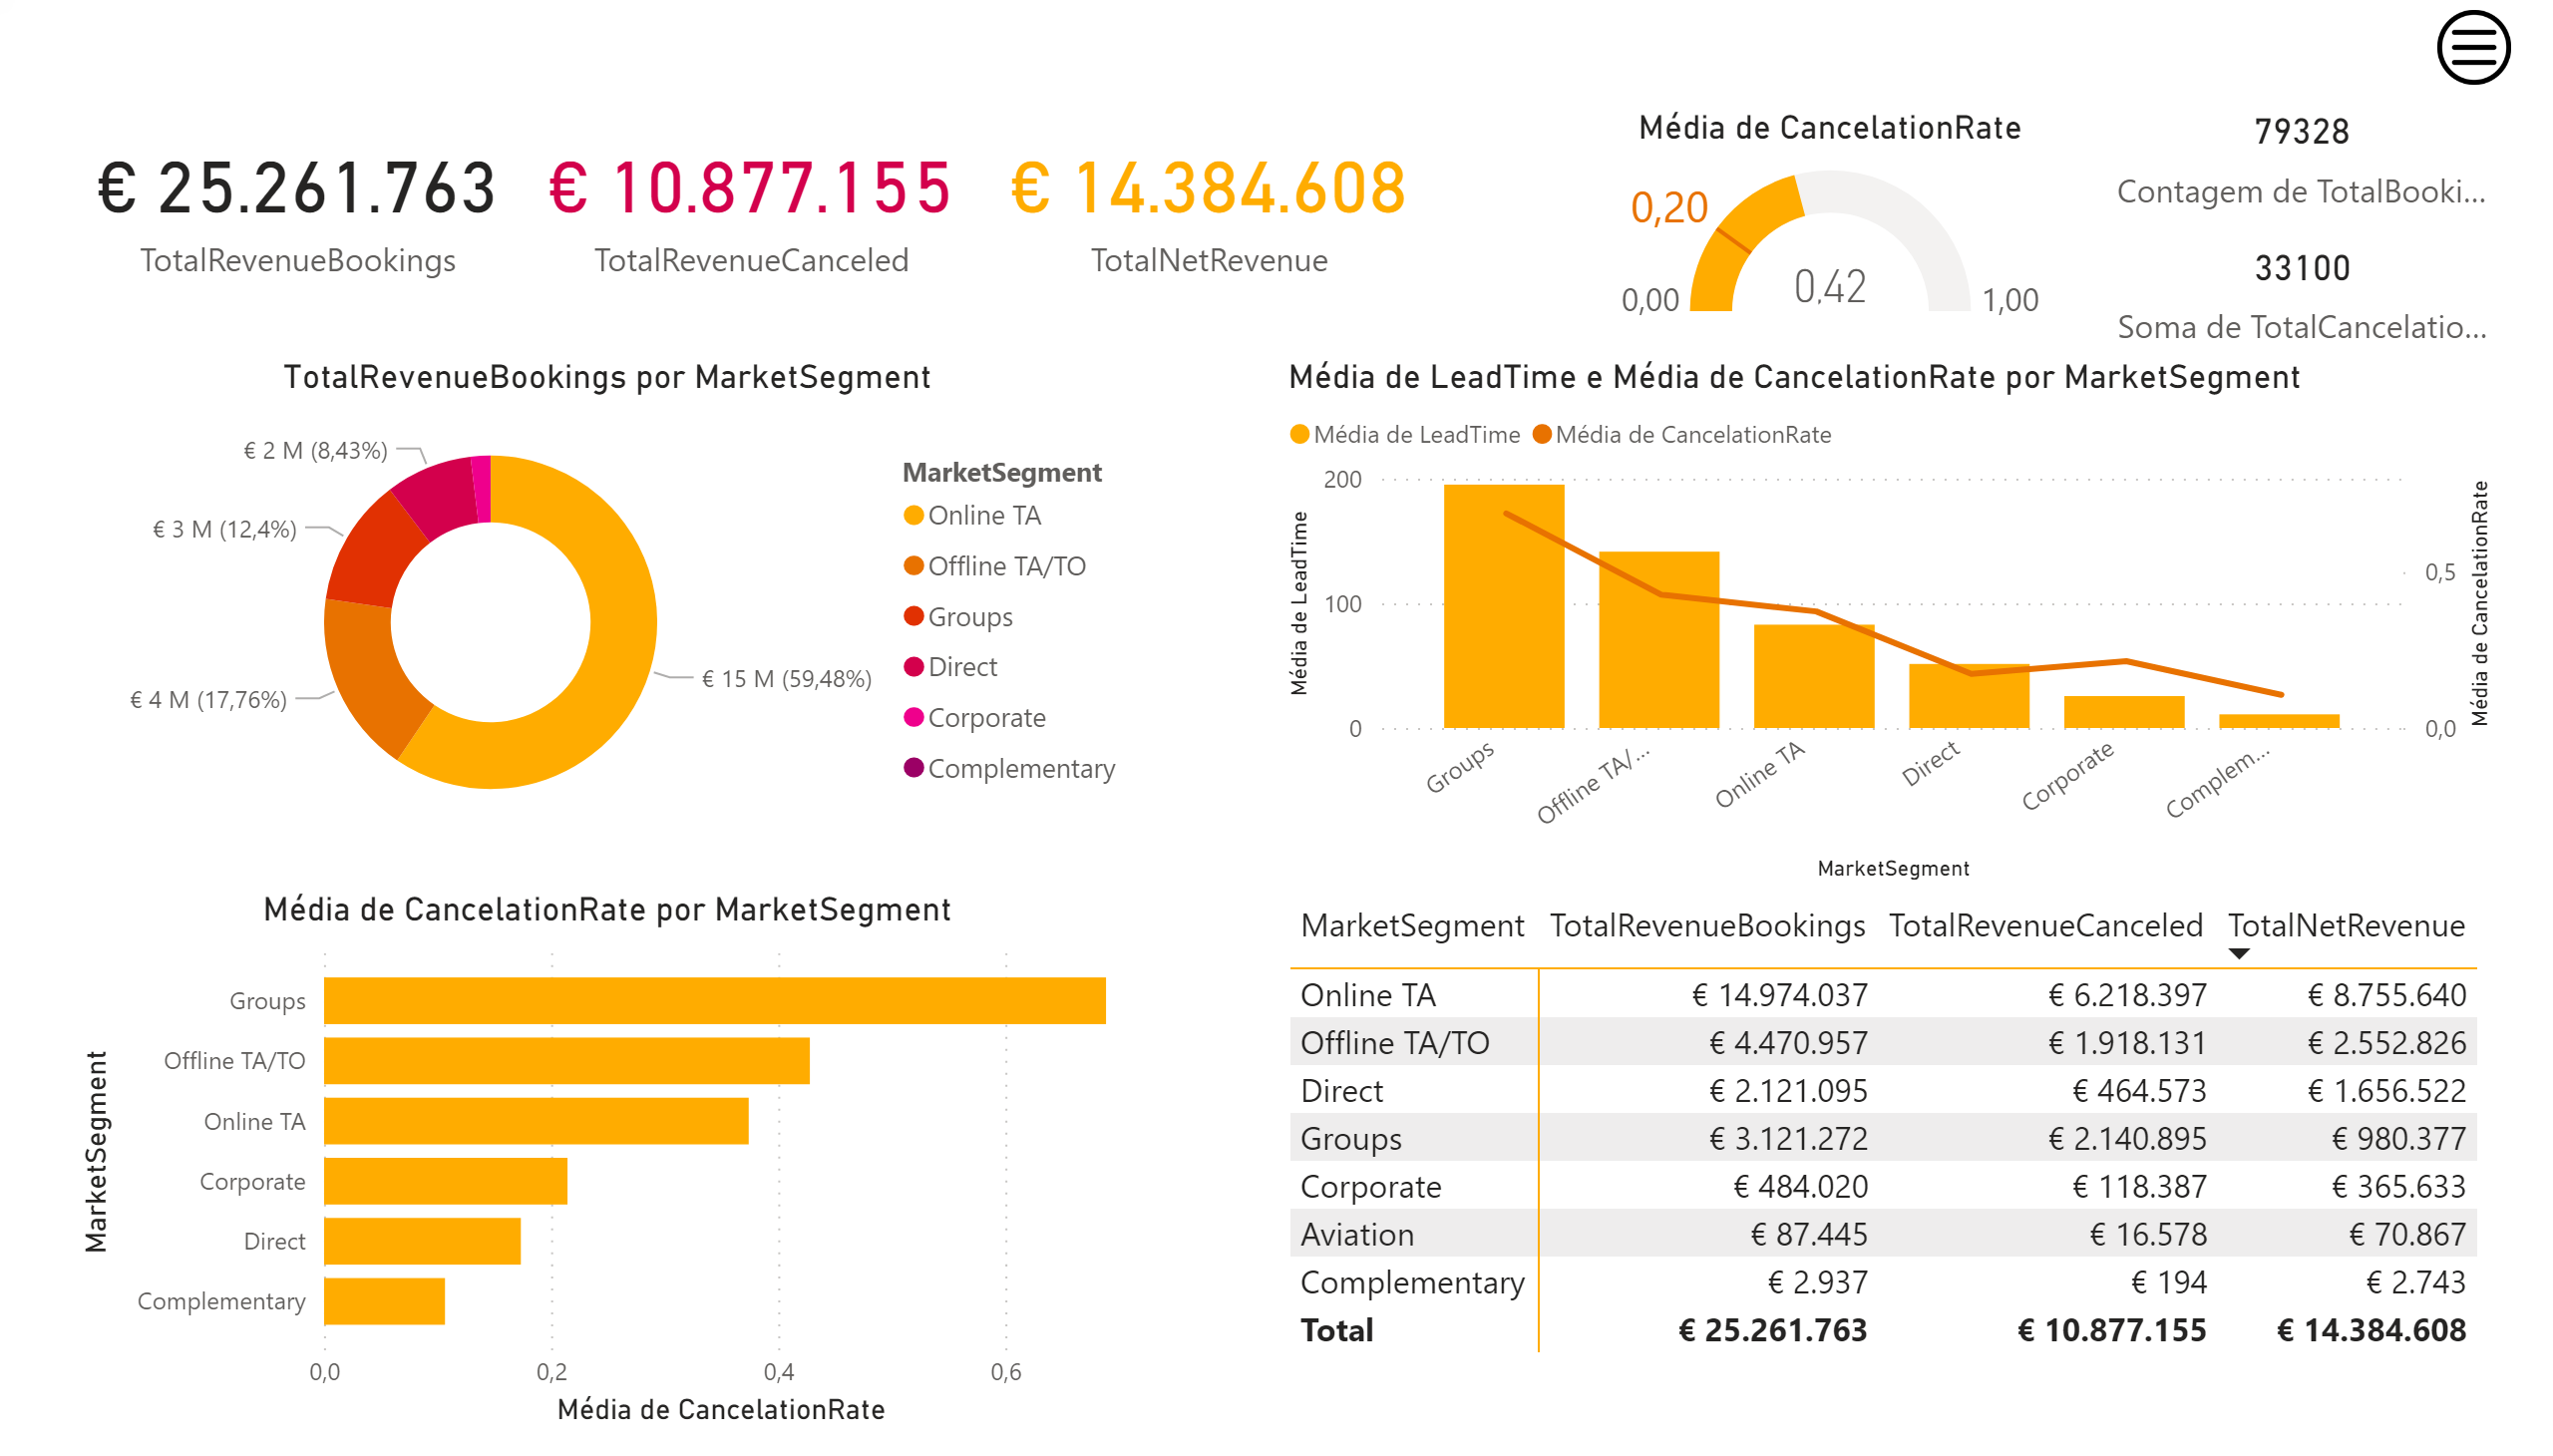 € 25.261.763
TotalRevenueBookings
€ 10.877.155
TotalRevenueCanceled
€ 14.384.608
TotalNetRevenue
Média de CancelationRate
0,20
0,00
0,42
1,00
79328
Contagem de TotalBooki...
33100
Soma de TotalCancelatio...
TotalRevenueBookings por MarketSegment
€ 2 M (8,43%)
€ 3 M (12,4%)
€ 4 M (17,76%)
€ 15 M (59,48%)
MarketSegment
Online TA
Offline TA/TO
Groups
Direct
Corporate
Complementary
Média de LeadTime e Média de CancelationRate por MarketSegment
Média de LeadTime Média de CancelationRate
Média de LeadTime
200
100
0
0,5
0,0
Média de CancelationRate
Groups
Offline TA/...
Online TA
Direct
Corporate
Complem...
MarketSegment
Média de CancelationRate por MarketSegment
MarketSegment
Groups
Offline TA/TO
Online TA
Corporate
Direct
Complementary
0,0 0,2 0,4 0,6
Média de CancelationRate
MarketSegment TotalRevenueBookings TotalRevenueCanceled TotalNetRevenue
Online TA € 14.974.037 € 6.218.397 € 8.755.640
Offline TA/TO € 4.470.957 € 1.918.131 € 2.552.826
Direct € 2.121.095 € 464.573 € 1.656.522
Groups € 3.121.272 € 2.140.895 € 980.377
Corporate € 484.020 € 118.387 € 365.633
Aviation € 87.445 € 16.578 € 70.867
Complementary € 2.937 € 194 € 2.743
Total € 25.261.763 € 10.877.155 € 14.384.608